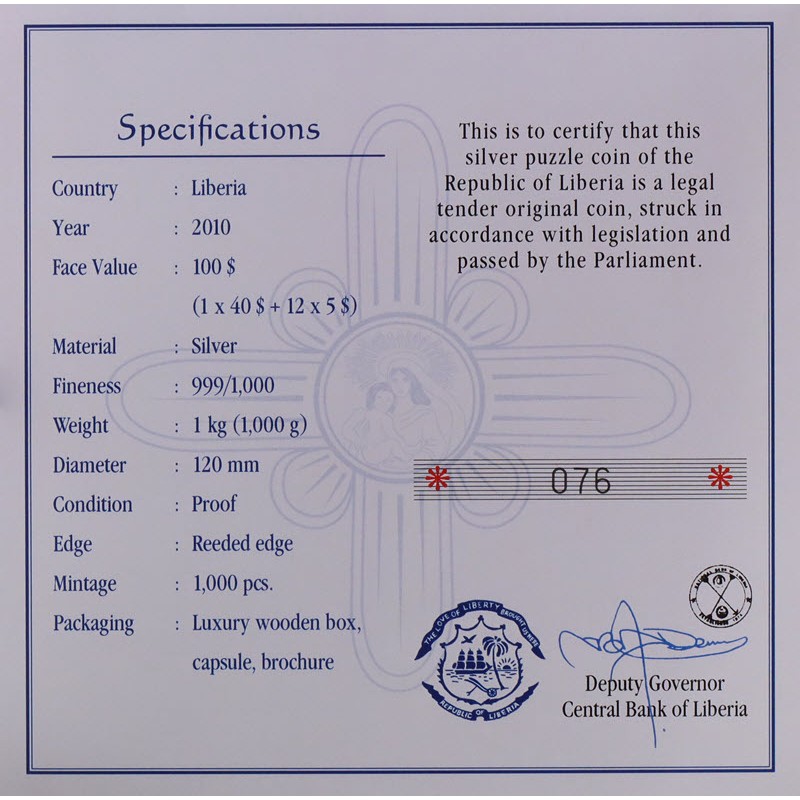 Specifications
Country : Liberia
Year : 2010
Face Value : 100 $
(1 x 40 $ + 12 x 5 $)
Material : Silver
Fineness : 999/1,000
Weight : 1 kg (1,000 g)
Diameter : 120 mm
Condition : Proof
Edge : Reeded edge
Mintage : 1,000 pcs.
Packaging : Luxury wooden box,
capsule, brochure
This is to certify that this
silver puzzle coin of the
Republic of Liberia is a legal
tender original coin, struck in
accordance with legislation and
passed by the Parliament.
076
THE LOVE OF LIBERTY BROUGHT US HERE
REPUBLIC OF LIBERIA
Deputy Governor
Central Bank of Liberia